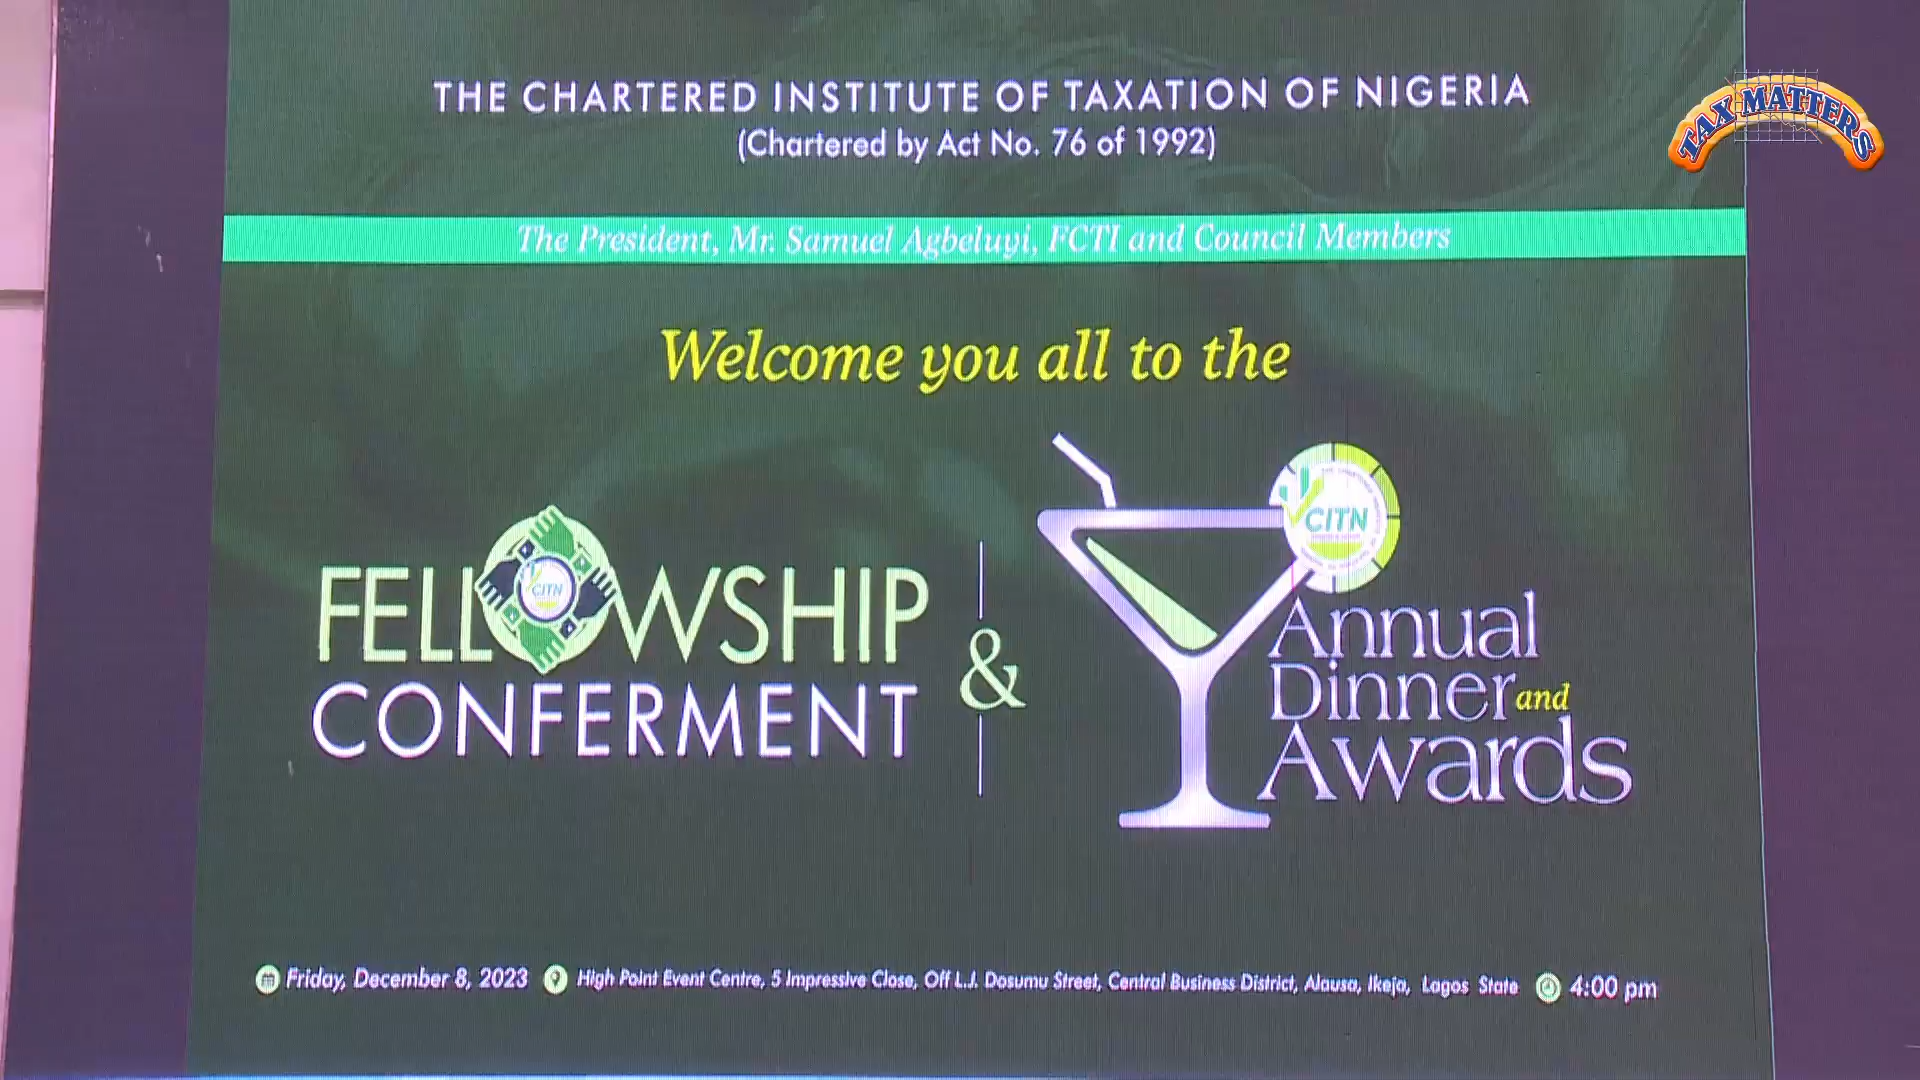 THE CHARTERED INSTITUTE OF TAXATION OF NIGERIA
(Chartered by Act No. 76 of 1992)
TAX MATTERS
The President, Mr. Samuel Agbeluyi, FCTI and Council Members
Welcome you all to the
FELLOWSHIP
CITN
CONFERMENT
&
CITN
Annual
Dinner and
Awards
Friday, December 8, 2023
High Point Event Centre, 5 Impressive Close, Off L.J. Dosumu Street, Central Business District, Alausa, Ikeja, Lagos State
4:00 pm